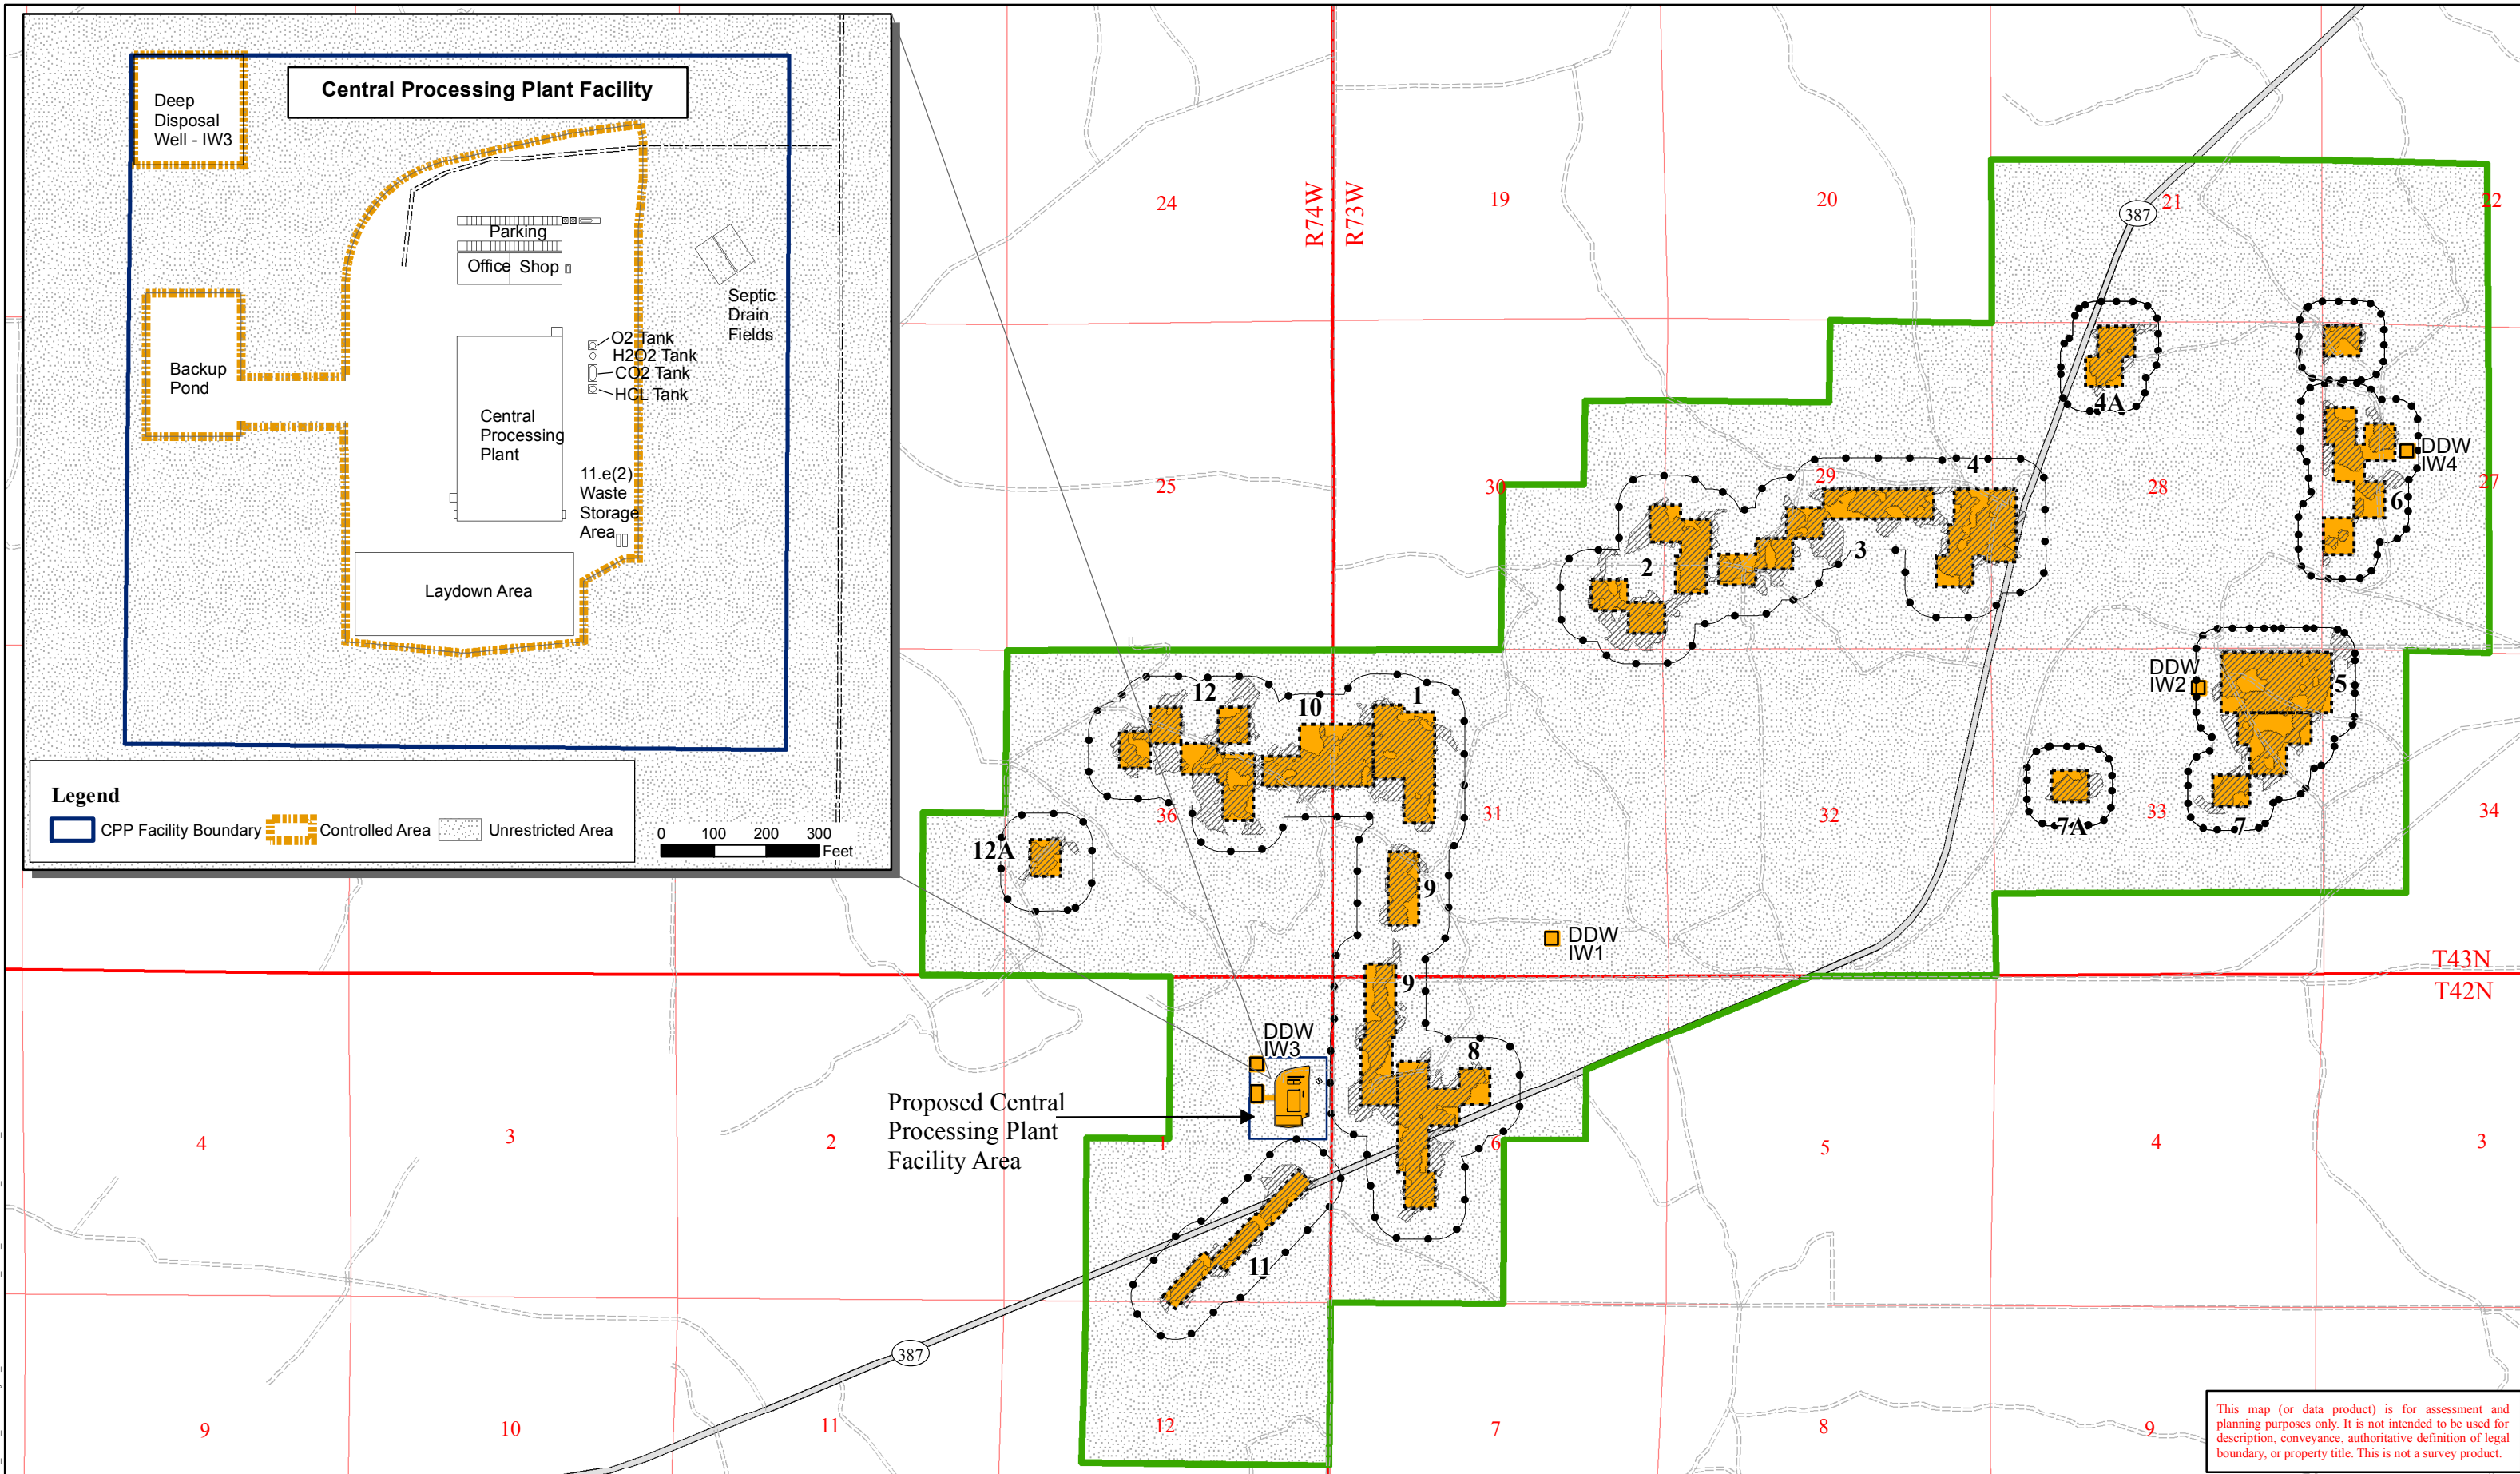 Central Processing Plant Facility
Deep
Disposal
Well - IW3
Parking
Office
Shop
Septic
Drain
Fields
O2 Tank
H2O2 Tank
CO2 Tank
HCL Tank
Backup
Pond
Central
Processing
Plant
11.e(2)
Waste
Storage
Area
Laydown Area
Legend
CPP Facility Boundary
Controlled Area
Unrestricted Area
0 100 200 300
Feet
R74W
R73W
24
19
20
21
22
387
4A
25
30
29
4
28
27
DDW
IW4
6
2
3
12
10
1
DDW
IW2
5
36
31
32
33
34
7A
7
12A
9
DDW
IW1
9
T43N
T42N
DDW
IW3
8
Proposed Central
Processing Plant
Facility Area
4
3
2
1
6
5
4
3
11
387
9
10
11
12
7
8
9
This map (or data product) is for assessment and
planning purposes only. It is not intended to be used for
description, conveyance, authoritative definition of legal
boundary, or property title. This is not a survey product.